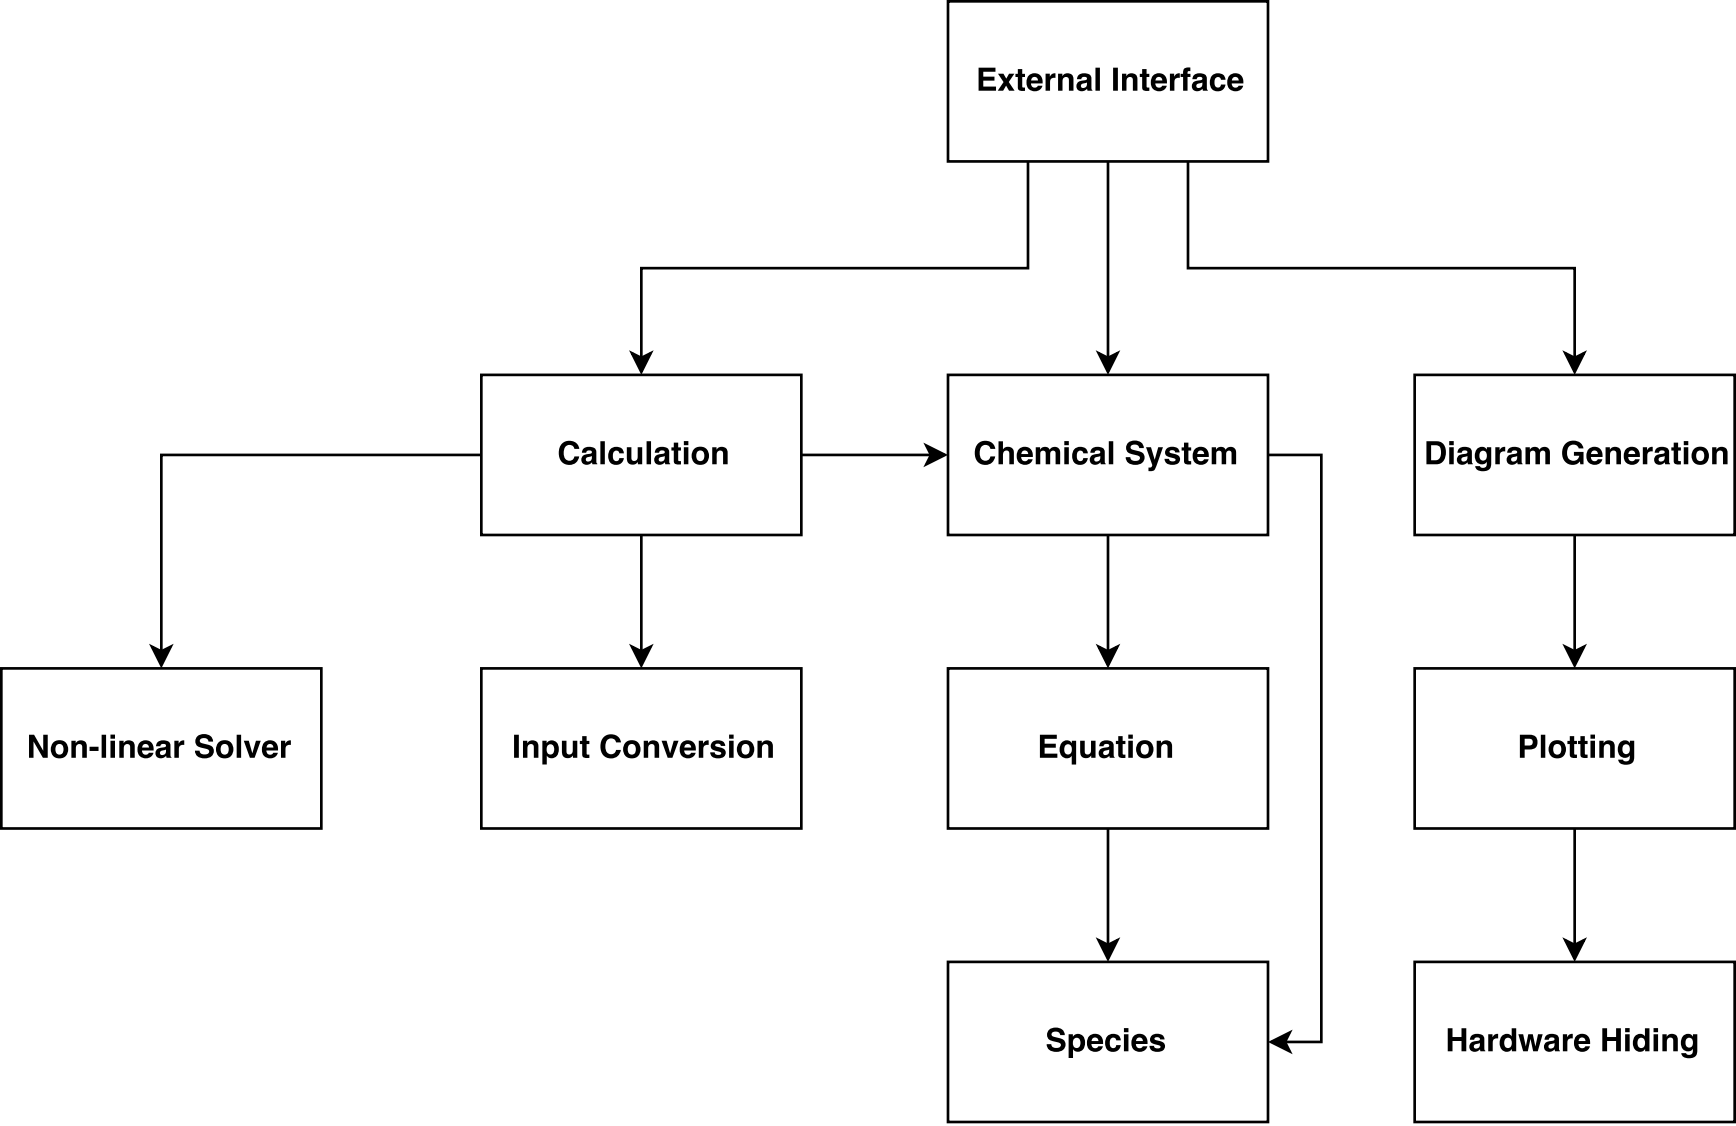 External Interface
Calculation
Chemical System
Diagram Generation
Non-linear Solver
Input Conversion
Equation
Plotting
Species
Hardware Hiding